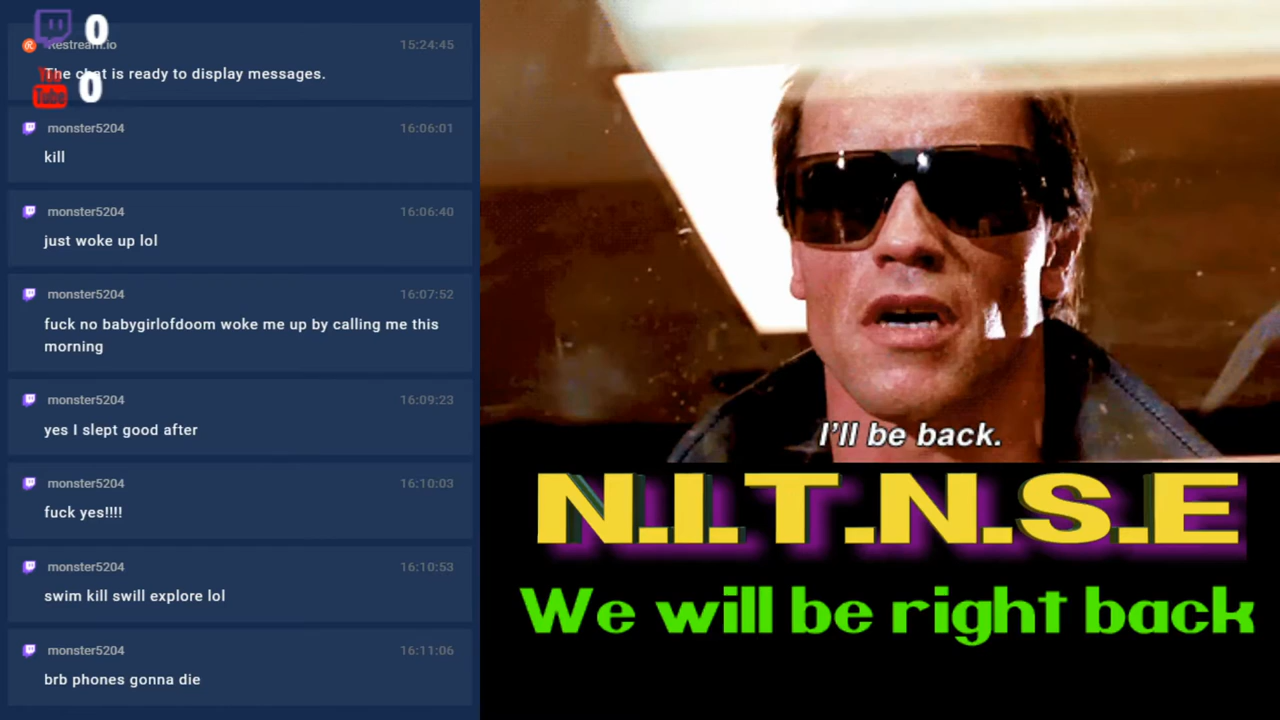 0
Restream.io 15:24:45
The chat is ready to display messages.
You
Tube 0
monster5204 16:06:01
kill
monster5204 16:06:40
just woke up lol
monster5204 16:07:52
fuck no babygirlofdoom woke me up by calling me this
morning
monster5204 16:09:23
yes I slept good after
monster5204 16:10:03
fuck yes!!!!
monster5204 16:10:53
swim kill swill explore lol
monster5204 16:11:06
brb phones gonna die
I'll be back.
N.I.T.N.S.E
We will be right back